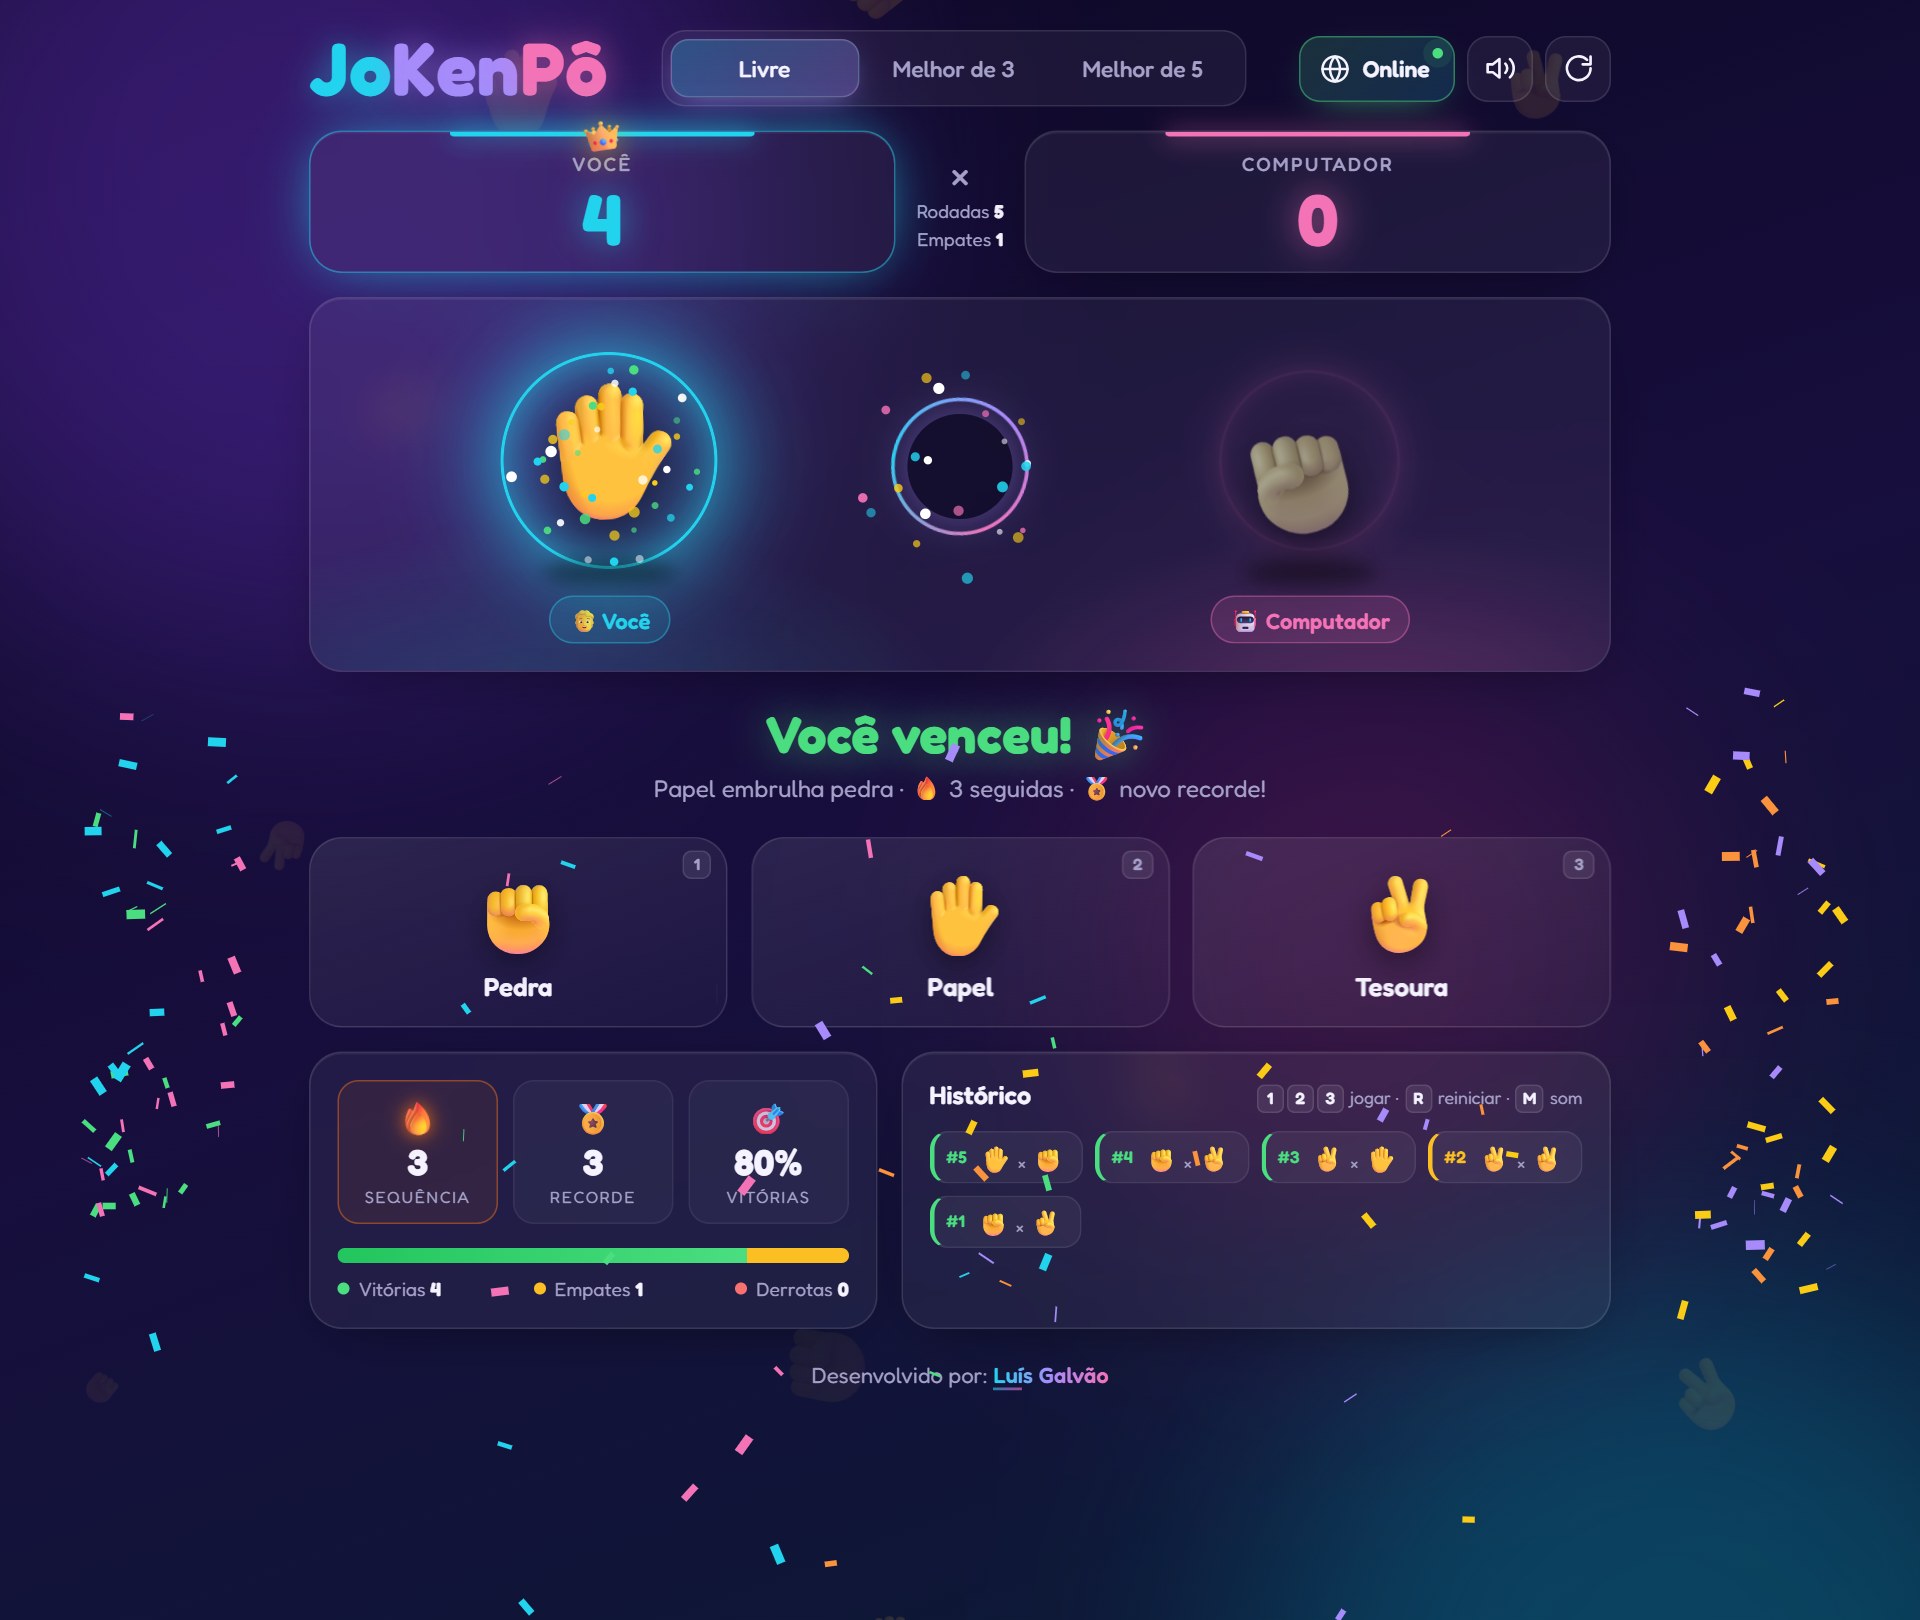 JoKenPô
Livre Melhor de 3 Melhor de 5 Online
VOCÊ
4
×
Rodadas 5
Empates 1
COMPUTADOR
0
Você Computador
Você venceu!
Papel embrulha pedra · 3 seguidas · novo recorde!
1
Pedra
2
Papel
3
Tesoura
3
SEQUÊNCIA
3
RECORDE
80%
VITÓRIAS
Vitórias 4 Empates 1 Derrotas 0
Histórico 1 2 3 jogar · R reiniciar · M som
#5 × #4 × #3 × #2 ×
#1 ×
Desenvolvido por: Luís Galvão